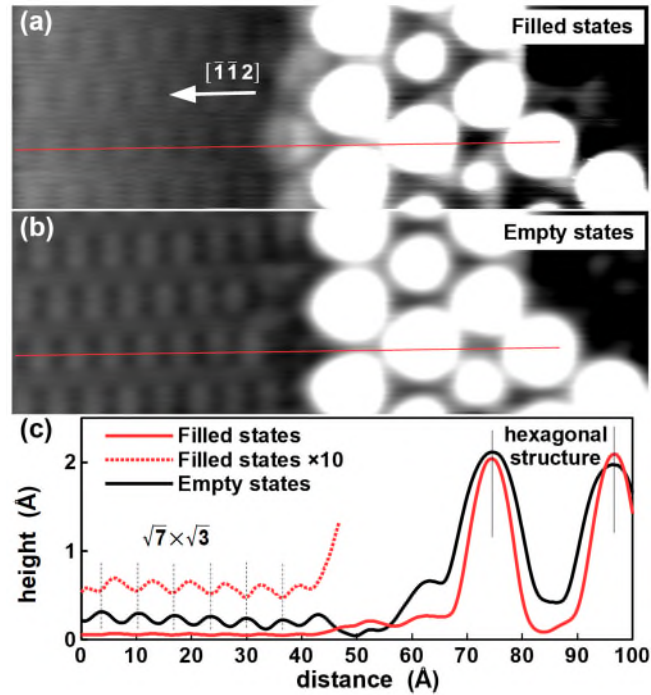 (a)
Filled states
[1̄1̄2]
(b)
Empty states
(c)
Filled states
Filled states ×10
Empty states
hexagonal
structure
√7×√3
height (Å)
2
1
0
0 10 20 30 40 50 60 70 80 90 100
distance (Å)